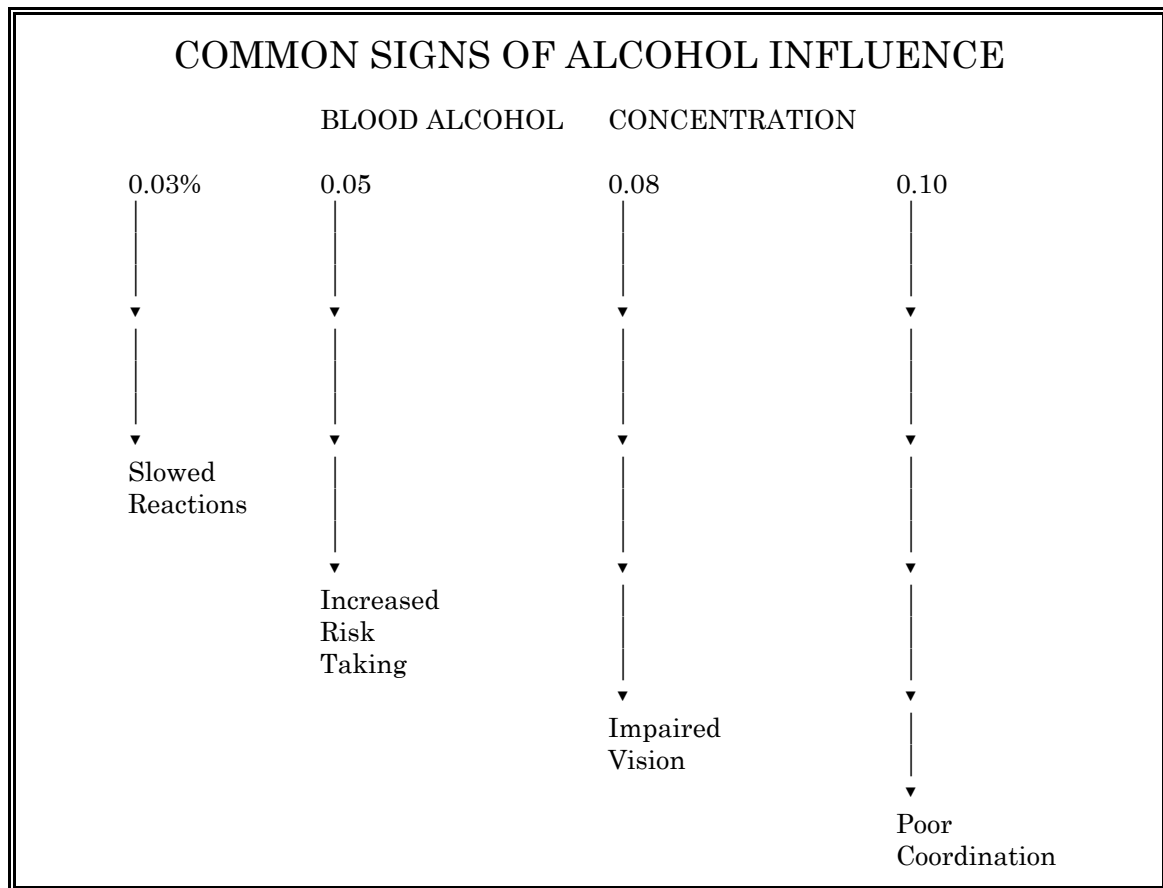 COMMON SIGNS OF ALCOHOL INFLUENCE
BLOOD ALCOHOL CONCENTRATION
0.03% 0.05 0.08 0.10
Slowed
Reactions
Increased
Risk
Taking
Impaired
Vision
Poor
Coordination